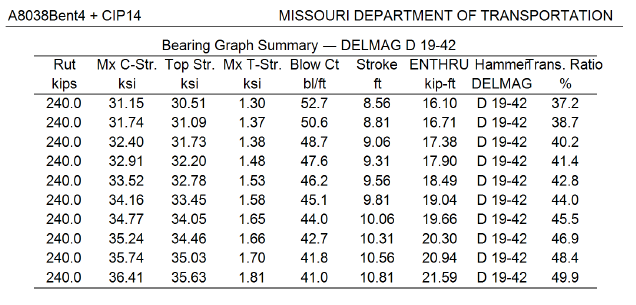 A8038Bent4 + CIP14 MISSOURI DEPARTMENT OF TRANSPORTATION
Bearing Graph Summary — DELMAG D 19-42
Rut Mx C-Str. Top Str. Mx T-Str. Blow Ct Stroke ENTHRU Hammer Trans. Ratio
kips ksi ksi ksi bl/ft ft kip-ft DELMAG %
240.0 31.15 30.51 1.30 52.7 8.56 16.10 D 19-42 37.2
240.0 31.74 31.09 1.37 50.6 8.81 16.71 D 19-42 38.7
240.0 32.40 31.73 1.38 48.7 9.06 17.38 D 19-42 40.2
240.0 32.91 32.20 1.48 47.6 9.31 17.90 D 19-42 41.4
240.0 33.52 32.78 1.53 46.2 9.56 18.49 D 19-42 42.8
240.0 34.16 33.45 1.58 45.1 9.81 19.04 D 19-42 44.0
240.0 34.77 34.05 1.65 44.0 10.06 19.66 D 19-42 45.5
240.0 35.24 34.46 1.66 42.7 10.31 20.30 D 19-42 46.9
240.0 35.74 35.03 1.70 41.8 10.56 20.94 D 19-42 48.4
240.0 36.41 35.63 1.81 41.0 10.81 21.59 D 19-42 49.9